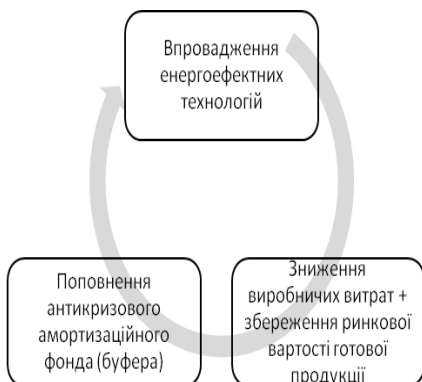 Впровадження
енергоефектних
технологій
Поповнення
антикризового
амортизаційного
фонда (буфера)
Зниження
виробничих витрат +
збереження ринкової
вартості готової
продукції